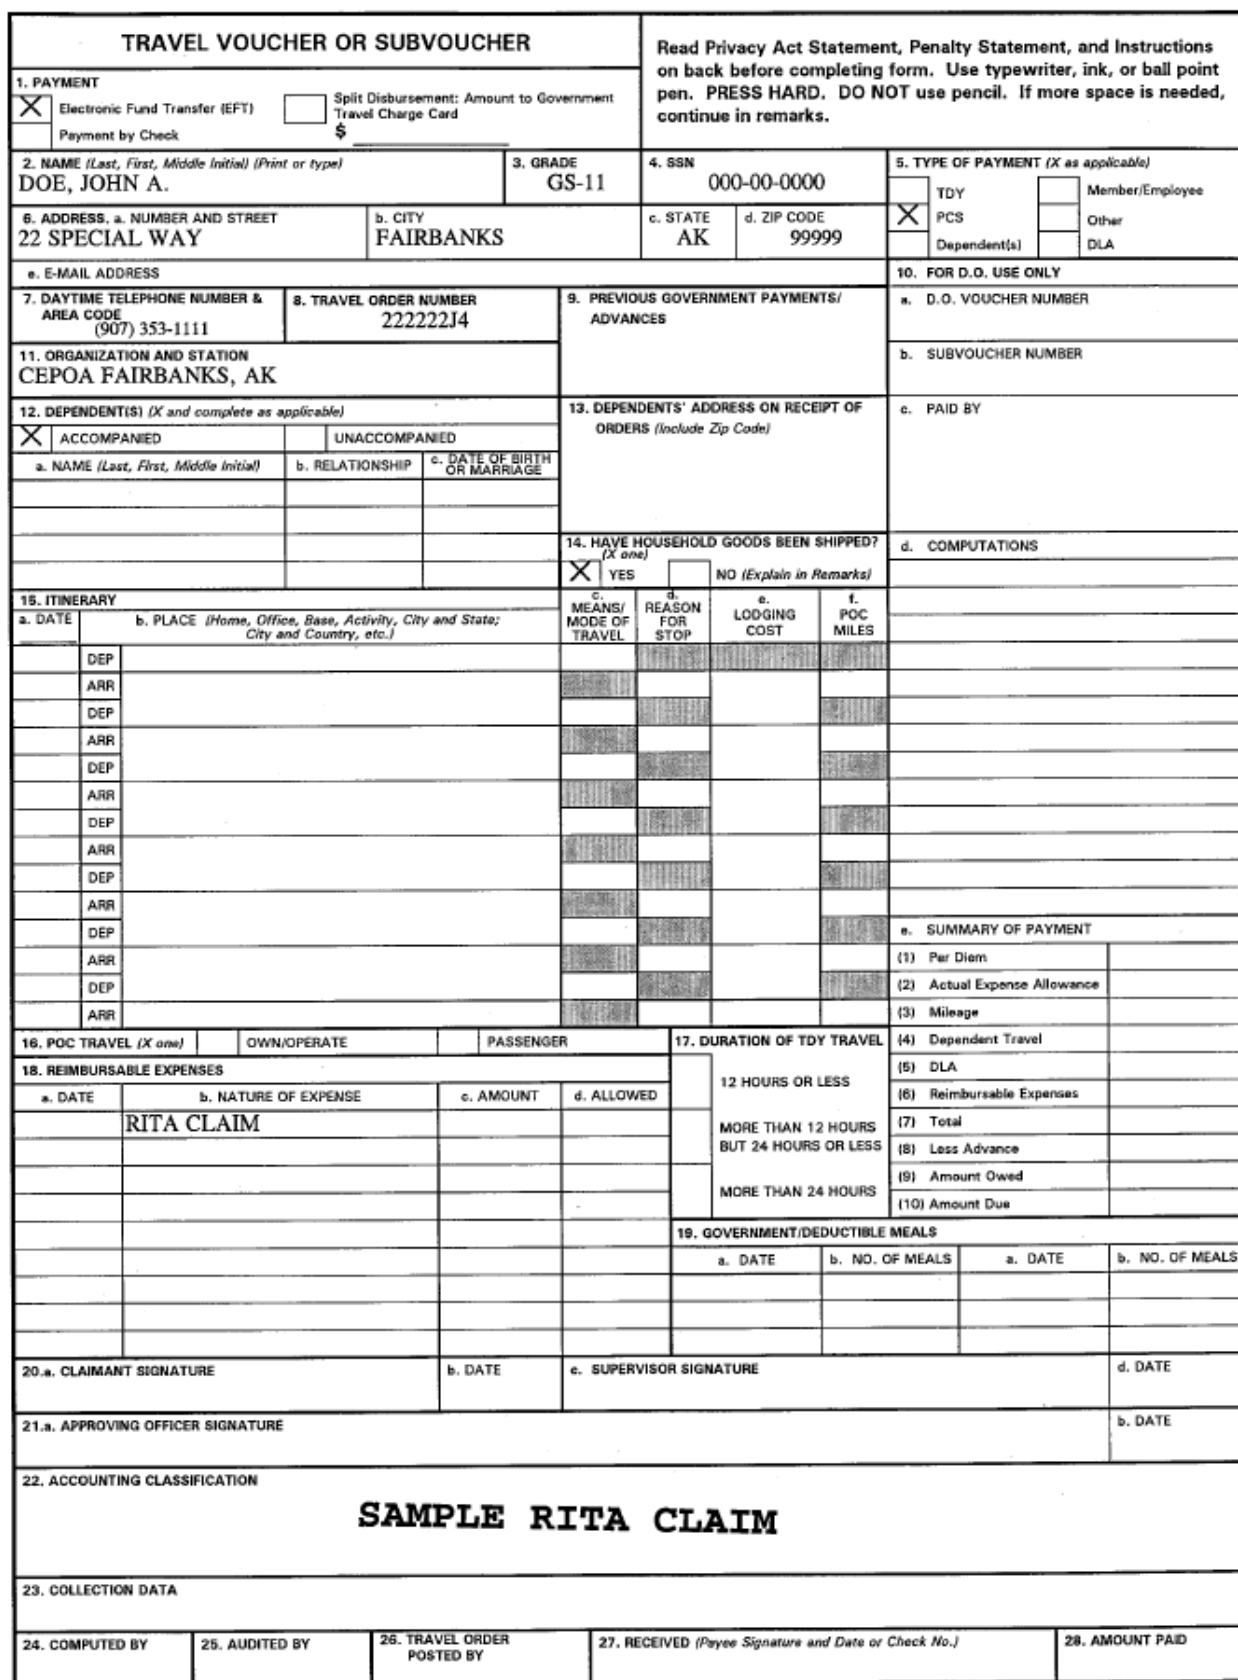 TRAVEL VOUCHER OR SUBVOUCHER
Read Privacy Act Statement, Penalty Statement, and Instructions
on back before completing form. Use typewriter, ink, or ball point
pen. PRESS HARD. DO NOT use pencil. If more space is needed,
continue in remarks.
1. PAYMENT
X Electronic Fund Transfer (EFT)
Payment by Check
Split Disbursement: Amount to Government
Travel Charge Card
$
2. NAME (Last, First, Middle Initial) (Print or type)
DOE, JOHN A.
3. GRADE
GS-11
4. SSN
000-00-0000
5. TYPE OF PAYMENT (X as applicable)
TDY
Member/Employee
X PCS
Other
Dependent(s)
DLA
6. ADDRESS. a. NUMBER AND STREET
22 SPECIAL WAY
b. CITY
FAIRBANKS
c. STATE
AK
d. ZIP CODE
99999
e. E-MAIL ADDRESS
10. FOR D.O. USE ONLY
7. DAYTIME TELEPHONE NUMBER &
AREA CODE
(907) 353-1111
8. TRAVEL ORDER NUMBER
222222J4
9. PREVIOUS GOVERNMENT PAYMENTS/
ADVANCES
a. D.O. VOUCHER NUMBER
b. SUBVOUCHER NUMBER
11. ORGANIZATION AND STATION
CEPOA FAIRBANKS, AK
12. DEPENDENT(S) (X and complete as applicable)
X ACCOMPANIED
UNACCOMPANIED
13. DEPENDENTS' ADDRESS ON RECEIPT OF
ORDERS (Include Zip Code)
c. PAID BY
a. NAME (Last, First, Middle Initial)
b. RELATIONSHIP
c. DATE OF BIRTH
OR MARRIAGE
14. HAVE HOUSEHOLD GOODS BEEN SHIPPED?
(X one)
X YES
NO (Explain in Remarks)
d. COMPUTATIONS
15. ITINERARY
a. DATE
b. PLACE (Home, Office, Base, Activity, City and State;
City and Country, etc.)
c.
MEANS/
MODE OF
TRAVEL
d.
REASON
FOR
STOP
e.
LODGING
COST
f.
POC
MILES
DEP
ARR
DEP
ARR
DEP
ARR
DEP
ARR
DEP
ARR
DEP
ARR
DEP
ARR
e. SUMMARY OF PAYMENT
(1) Per Diem
(2) Actual Expense Allowance
(3) Mileage
(4) Dependent Travel
(5) DLA
(6) Reimbursable Expenses
(7) Total
(8) Less Advance
(9) Amount Owed
(10) Amount Due
16. POC TRAVEL (X one)
OWN/OPERATE
PASSENGER
17. DURATION OF TDY TRAVEL
12 HOURS OR LESS
MORE THAN 12 HOURS
BUT 24 HOURS OR LESS
MORE THAN 24 HOURS
18. REIMBURSABLE EXPENSES
a. DATE
b. NATURE OF EXPENSE
c. AMOUNT
d. ALLOWED
RITA CLAIM
19. GOVERNMENT/DEDUCTIBLE MEALS
a. DATE
b. NO. OF MEALS
a. DATE
b. NO. OF MEALS
20.a. CLAIMANT SIGNATURE
b. DATE
c. SUPERVISOR SIGNATURE
d. DATE
21.a. APPROVING OFFICER SIGNATURE
b. DATE
22. ACCOUNTING CLASSIFICATION
SAMPLE RITA CLAIM
23. COLLECTION DATA
24. COMPUTED BY
25. AUDITED BY
26. TRAVEL ORDER
POSTED BY
27. RECEIVED (Payee Signature and Date or Check No.)
28. AMOUNT PAID